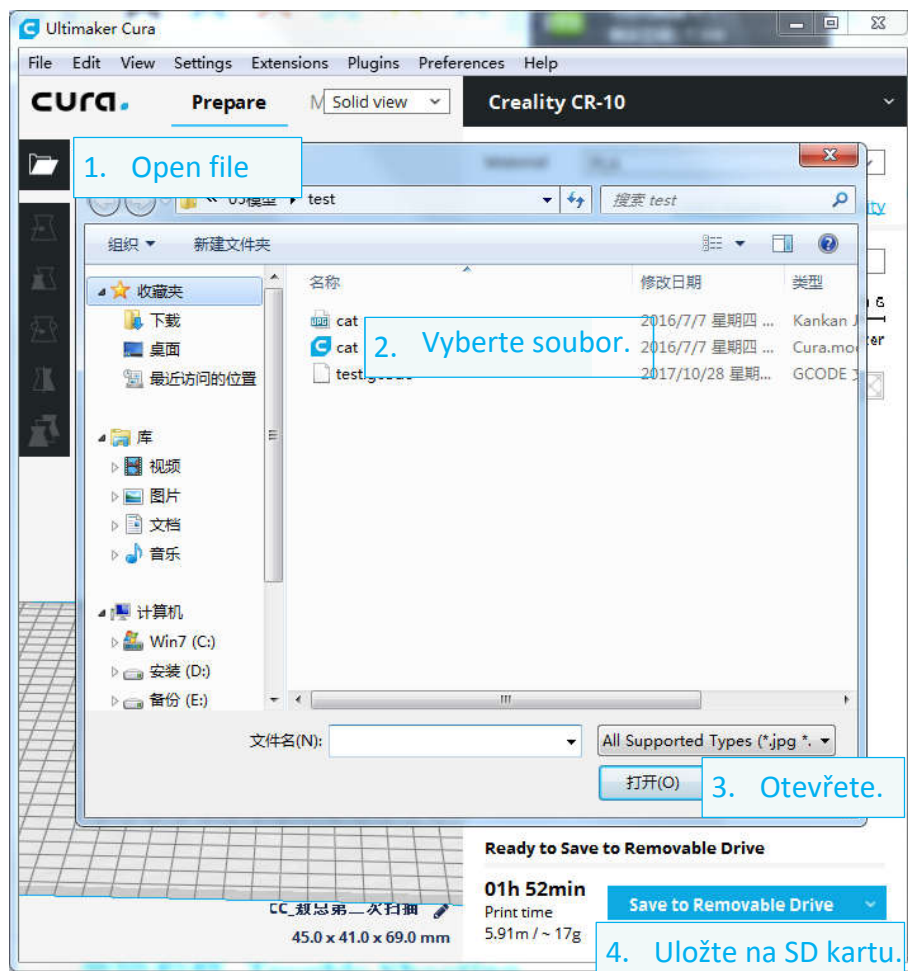 Ultimaker Cura
File Edit View Settings Extensions Plugins Preferences Help
cura. Prepare M Solid view Creality CR-10
1. Open file
05模型 test 搜索 test
组织 新建文件夹
收藏夹
下载
桌面
最近访问的位置
库
视频
图片
文档
音乐
计算机
Win7 (C:)
安装 (D:)
备份 (E:)
名称 修改日期 类型
cat 2016/7/7 星期四 ... Kankan J
cat 2016/7/7 星期四 ... Cura.mo
2. Vyberte soubor.
test.gcode 2017/10/28 星期... GCODE
文件名(N): All Supported Types (*.jpg *.
打开(O)
3. Otevřete.
Ready to Save to Removable Drive
01h 52min
Print time
5.91m / ~ 17g
Save to Removable Drive
45.0 x 41.0 x 69.0 mm
4. Uložte na SD kartu.